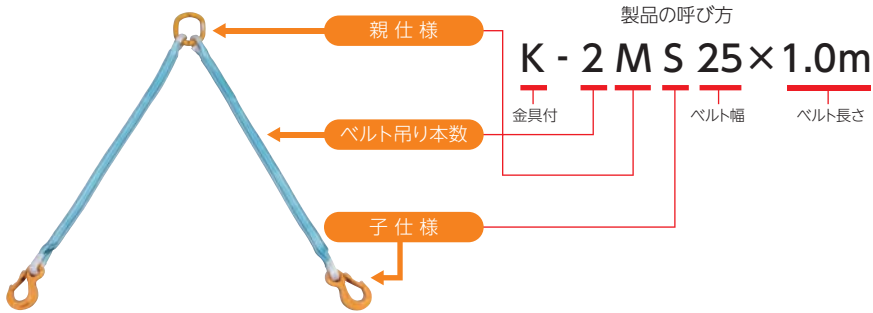 製品の呼び方
親仕様
K - 2 M S 25×1.0m
金具付
ベルト幅
ベルト長さ
ベルト吊り本数
子仕様